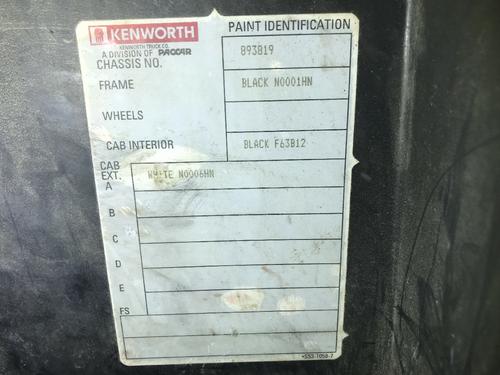 KENWORTH
KENWORTH TRUCK CO.
A DIVISION OF PACCAR
PAINT IDENTIFICATION
CHASSIS NO. 893819
FRAME BLACK N0001HN
WHEELS
CAB INTERIOR BLACK F63B12
CAB
EXT. WHITE N0006HN
A
B
C
D
E
FS